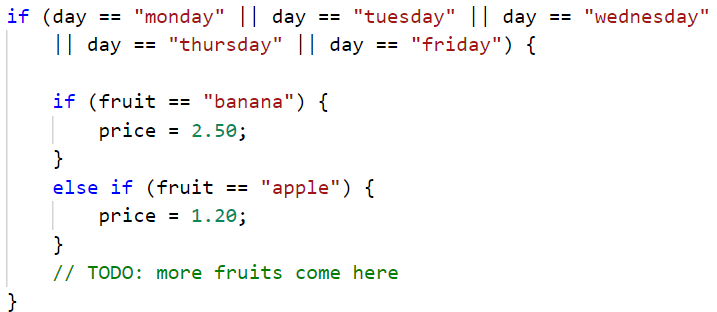 if (day == "monday" || day == "tuesday" || day == "wednesday"
    || day == "thursday" || day == "friday") {

    if (fruit == "banana") {
        price = 2.50;
    }
    else if (fruit == "apple") {
        price = 1.20;
    }
    // TODO: more fruits come here
}